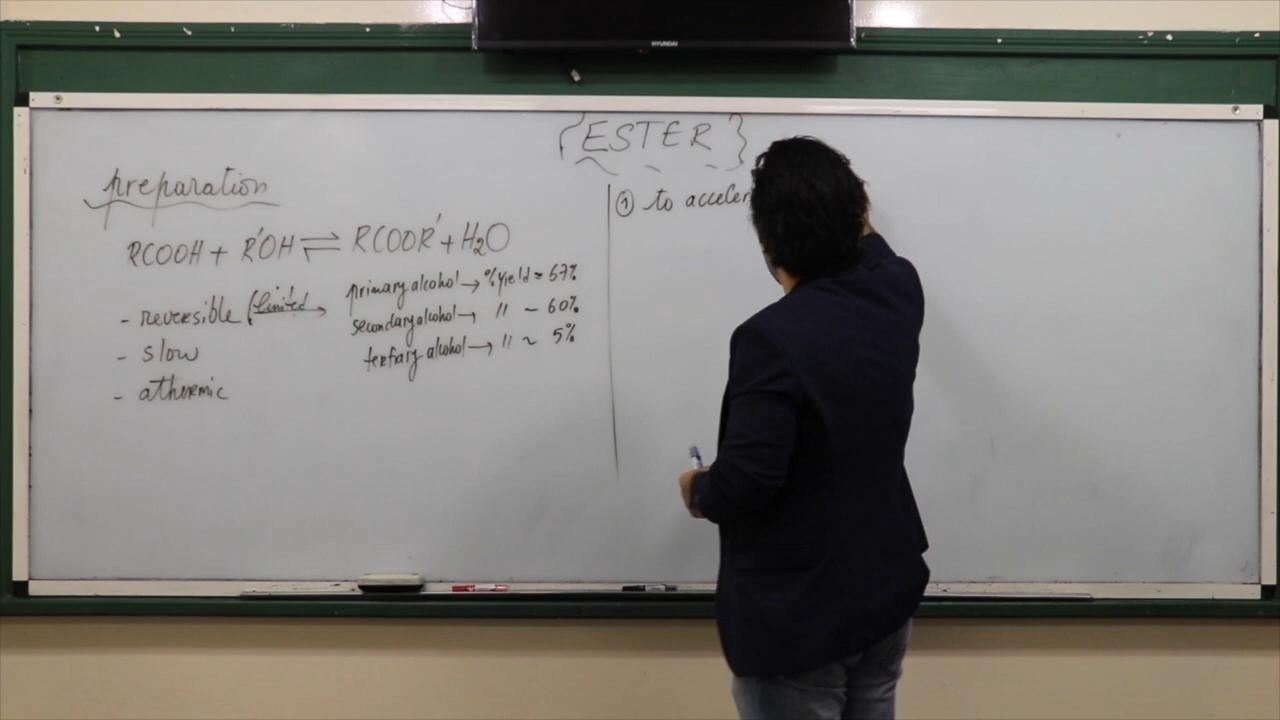 HYUNDAI
{ESTER}
preparation
RCOOH + R'OH ⇌ RCOOR' + H₂O
- reversible (limited →
primary alcohol → % yield ≈ 67%
secondary alcohol → " ~ 60%
tertiary alcohol → " ~ 5%
- slow
- athermic
① to acceler